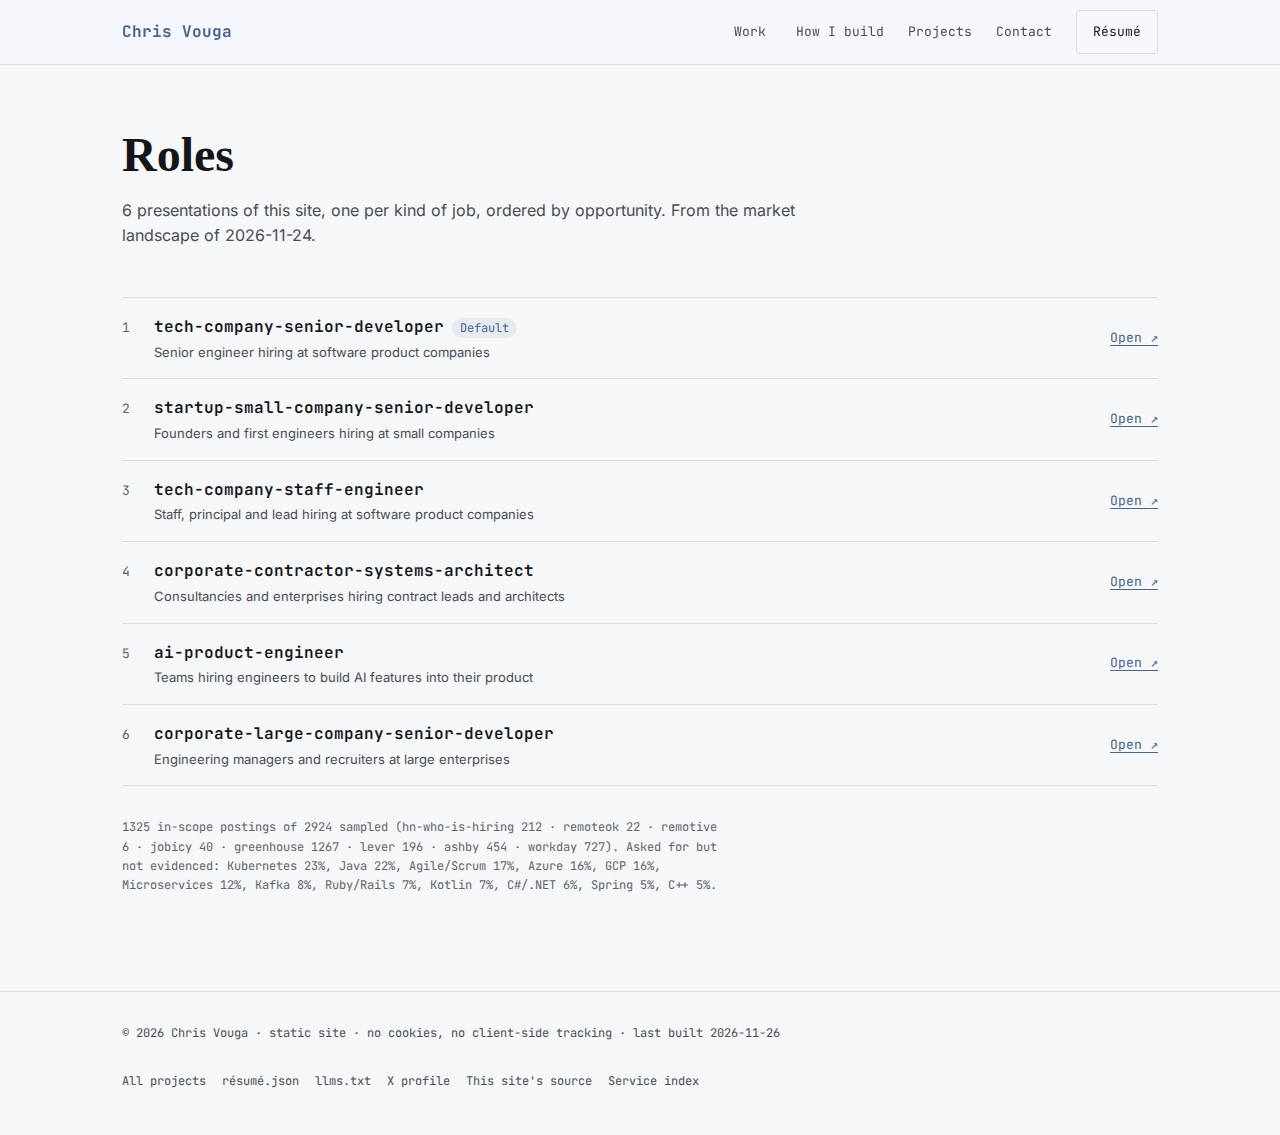 Chris Vouga
Work How I build Projects Contact Résumé
Roles
6 presentations of this site, one per kind of job, ordered by opportunity. From the market
landscape of 2026-11-24.
1 tech-company-senior-developer Default
Senior engineer hiring at software product companies
Open ↗
2 startup-small-company-senior-developer
Founders and first engineers hiring at small companies
Open ↗
3 tech-company-staff-engineer
Staff, principal and lead hiring at software product companies
Open ↗
4 corporate-contractor-systems-architect
Consultancies and enterprises hiring contract leads and architects
Open ↗
5 ai-product-engineer
Teams hiring engineers to build AI features into their product
Open ↗
6 corporate-large-company-senior-developer
Engineering managers and recruiters at large enterprises
Open ↗
1325 in-scope postings of 2924 sampled (hn-who-is-hiring 212 · remoteok 22 · remotive
6 · jobicy 40 · greenhouse 1267 · lever 196 · ashby 454 · workday 727). Asked for but
not evidenced: Kubernetes 23%, Java 22%, Agile/Scrum 17%, Azure 16%, GCP 16%,
Microservices 12%, Kafka 8%, Ruby/Rails 7%, Kotlin 7%, C#/.NET 6%, Spring 5%, C++ 5%.
© 2026 Chris Vouga · static site · no cookies, no client-side tracking · last built 2026-11-26
All projects résumé.json llms.txt X profile This site's source Service index